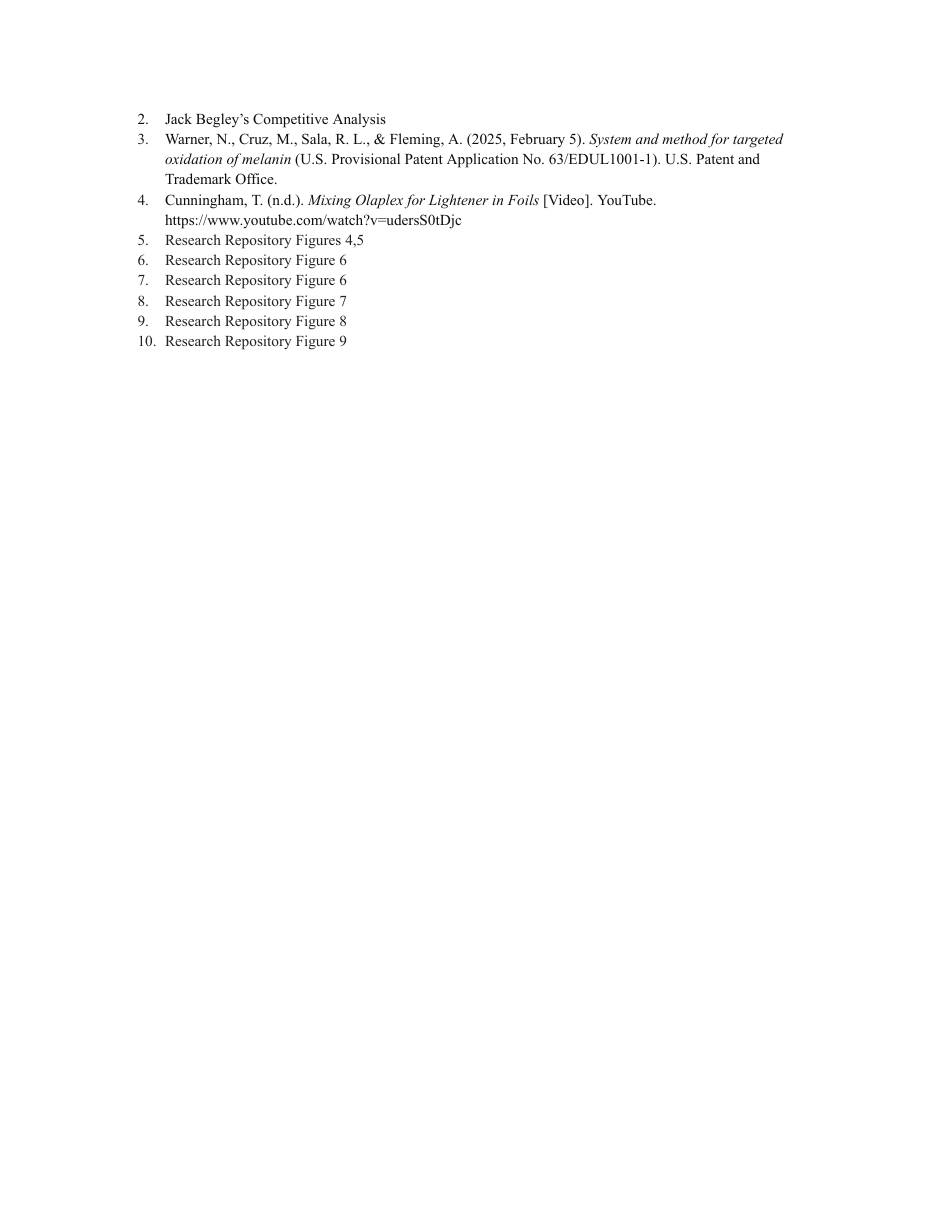 2. Jack Begley’s Competitive Analysis
3. Warner, N., Cruz, M., Sala, R. L., & Fleming, A. (2025, February 5). System and method for targeted
oxidation of melanin (U.S. Provisional Patent Application No. 63/EDUL1001-1). U.S. Patent and
Trademark Office.
4. Cunningham, T. (n.d.). Mixing Olaplex for Lightener in Foils [Video]. YouTube.
https://www.youtube.com/watch?v=udersS0tDjc
5. Research Repository Figures 4,5
6. Research Repository Figure 6
7. Research Repository Figure 6
8. Research Repository Figure 7
9. Research Repository Figure 8
10. Research Repository Figure 9